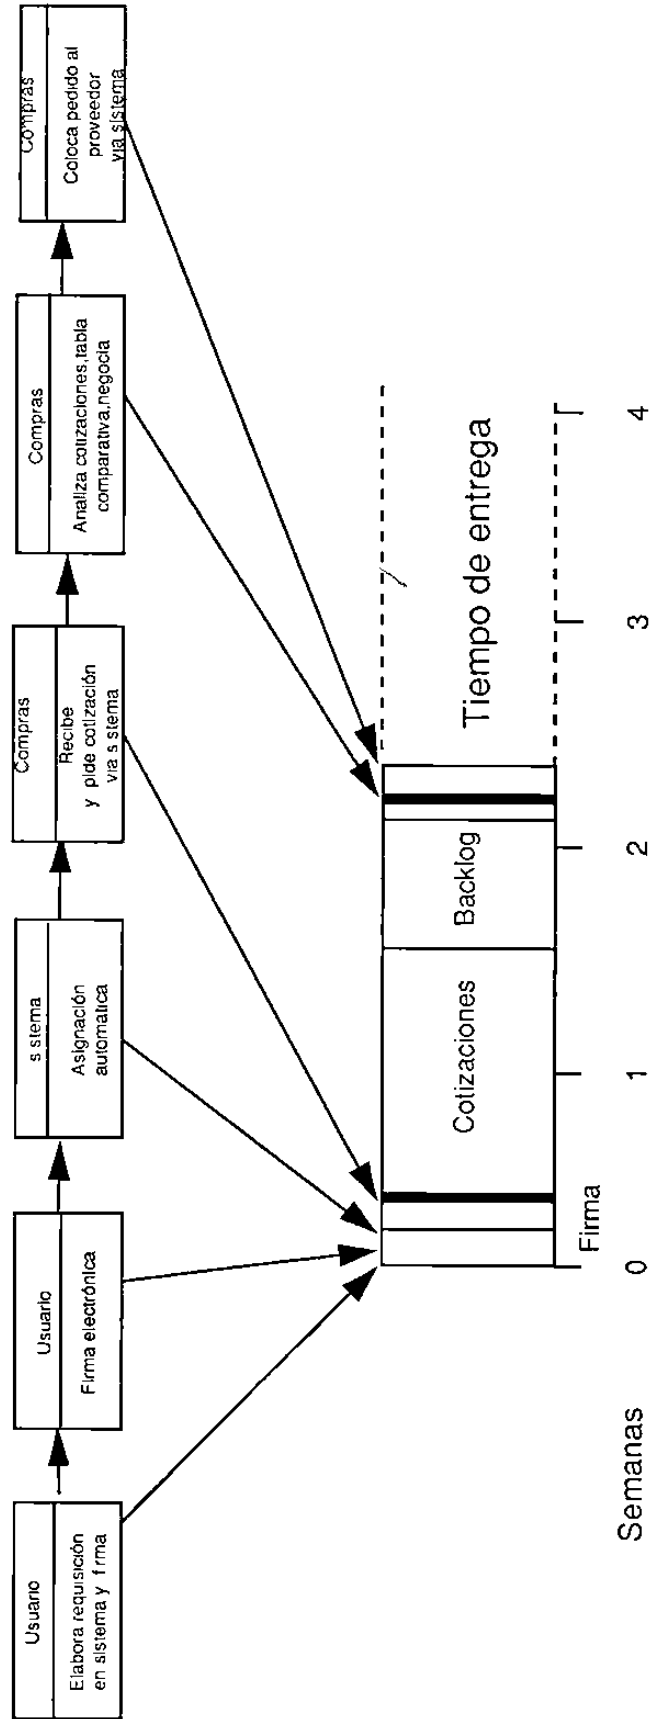 Usuario
Elabora requisición
en sistema y f rma
Usuario
Firma electrónica
s stema
Asignación
automatica
Compras
Recibe
y pide cotización
via s stema
Compras
Analiza cotizaciones,tabla
comparativa,negocia
Compras
Coloca pedido al
proveedor
via sistema
Cotizaciones
Backlog
Tiempo de entrega
Firma
Semanas
0
1
2
3
4